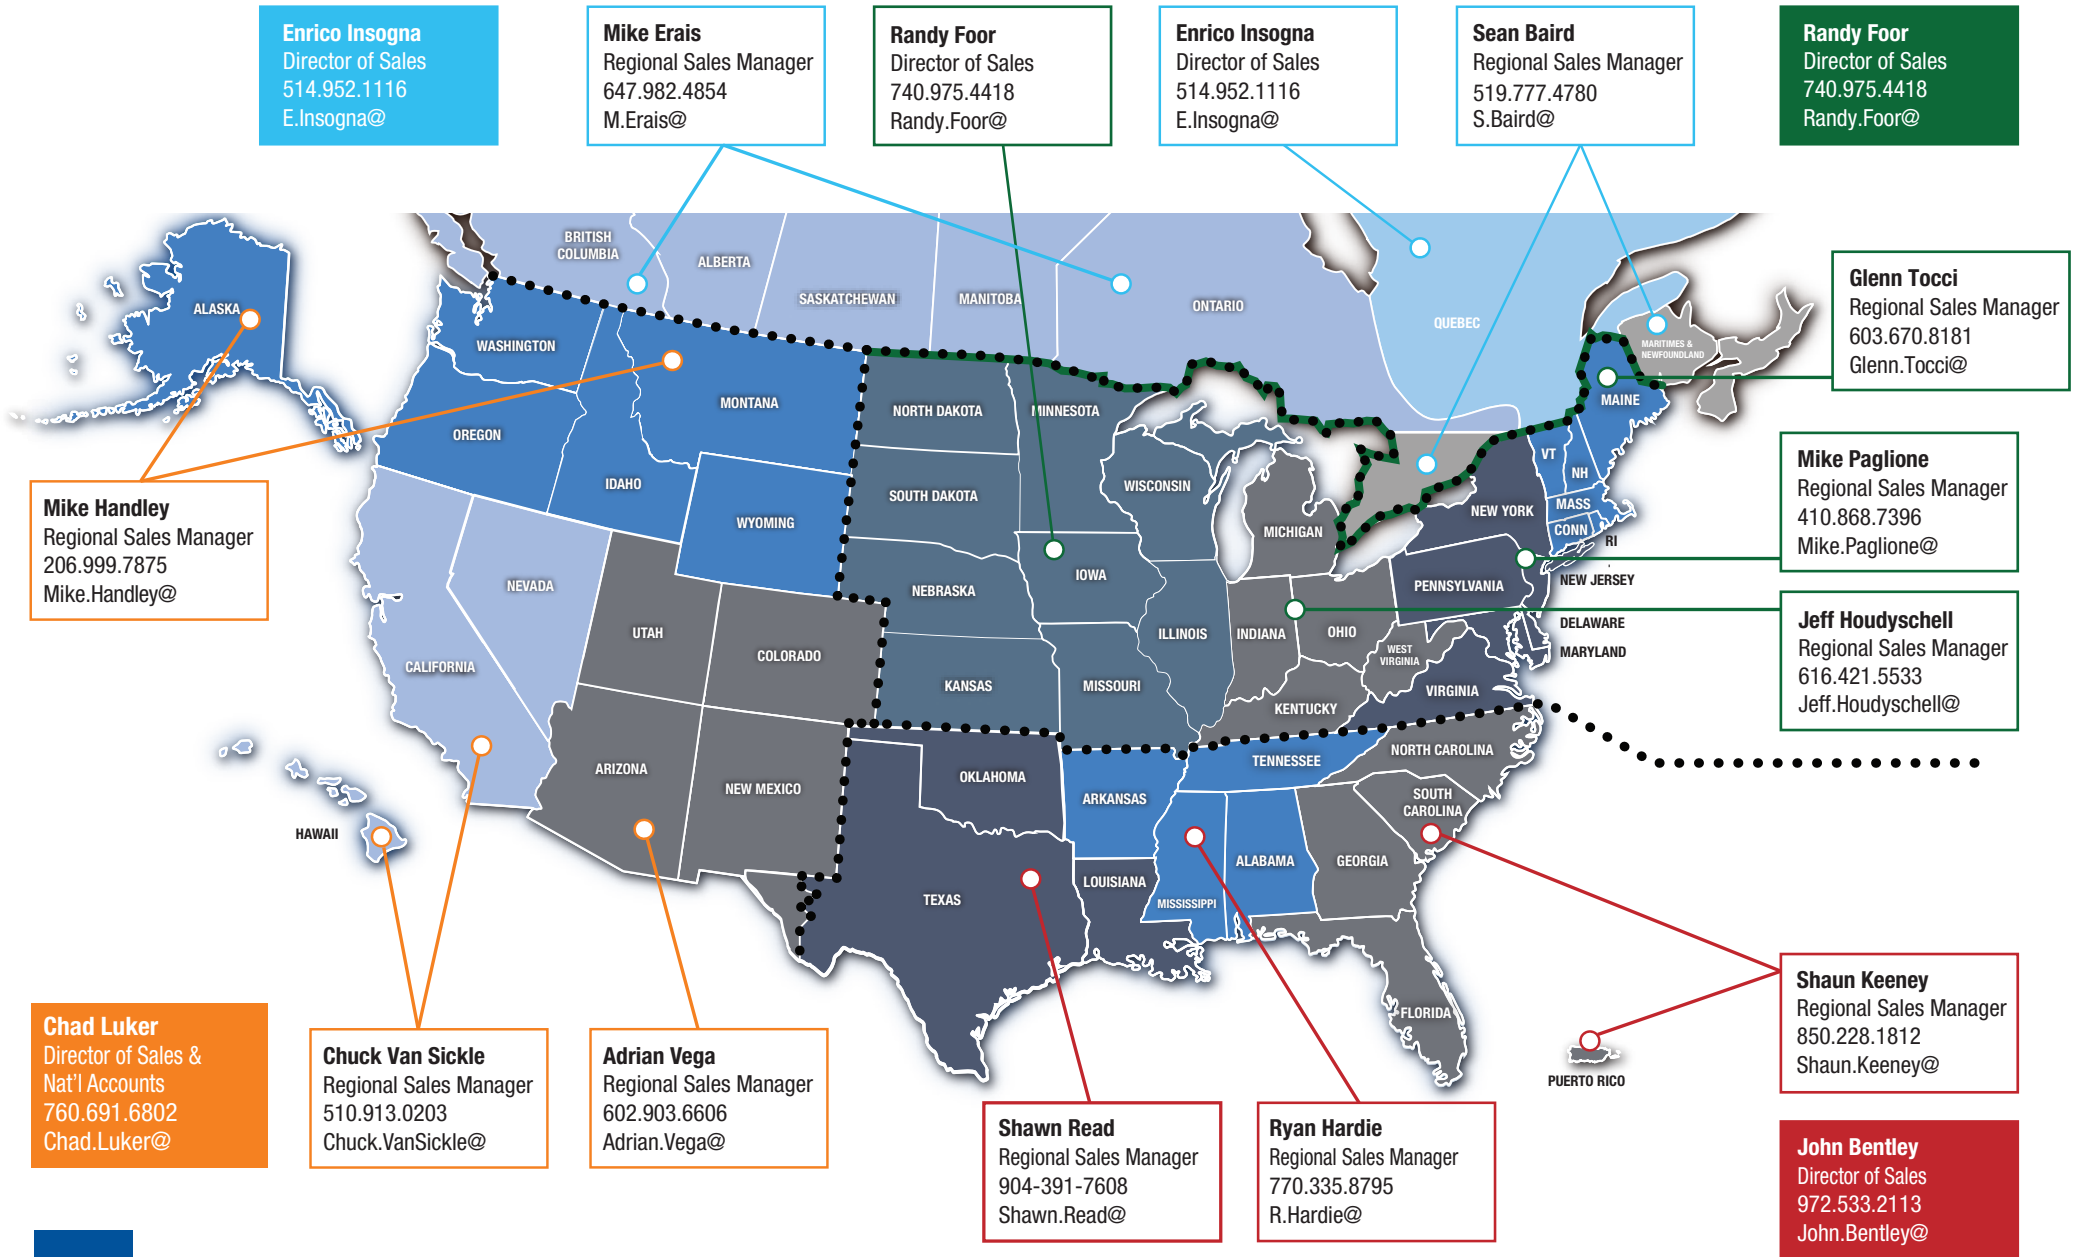 Enrico Insogna
Director of Sales
514.952.1116
E.Insogna@
Mike Erais
Regional Sales Manager
647.982.4854
M.Erais@
Randy Foor
Director of Sales
740.975.4418
Randy.Foor@
Enrico Insogna
Director of Sales
514.952.1116
E.Insogna@
Sean Baird
Regional Sales Manager
519.777.4780
S.Baird@
Randy Foor
Director of Sales
740.975.4418
Randy.Foor@
BRITISH
COLUMBIA
ALBERTA
SASKATCHEWAN
MANITOBA
ONTARIO
QUEBEC
MARITIMES &
NEWFOUNDLAND
Glenn Tocci
Regional Sales Manager
603.670.8181
Glenn.Tocci@
ALASKA
WASHINGTON
OREGON
IDAHO
MONTANA
WYOMING
NORTH DAKOTA
SOUTH DAKOTA
NEBRASKA
KANSAS
MINNESOTA
IOWA
MISSOURI
WISCONSIN
ILLINOIS
MICHIGAN
INDIANA
OHIO
KENTUCKY
WEST
VIRGINIA
VIRGINIA
PENNSYLVANIA
NEW YORK
MAINE
VT
NH
MASS
CONN
RI
NEW JERSEY
DELAWARE
MARYLAND
Mike Paglione
Regional Sales Manager
410.868.7396
Mike.Paglione@
Jeff Houdyschell
Regional Sales Manager
616.421.5533
Jeff.Houdyschell@
Mike Handley
Regional Sales Manager
206.999.7875
Mike.Handley@
NEVADA
CALIFORNIA
UTAH
COLORADO
ARIZONA
NEW MEXICO
HAWAII
OKLAHOMA
TEXAS
ARKANSAS
LOUISIANA
TENNESSEE
MISSISSIPPI
ALABAMA
NORTH CAROLINA
SOUTH
CAROLINA
GEORGIA
FLORIDA
PUERTO RICO
Shaun Keeney
Regional Sales Manager
850.228.1812
Shaun.Keeney@
Chad Luker
Director of Sales &
Nat'l Accounts
760.691.6802
Chad.Luker@
Chuck Van Sickle
Regional Sales Manager
510.913.0203
Chuck.VanSickle@
Adrian Vega
Regional Sales Manager
602.903.6606
Adrian.Vega@
Shawn Read
Regional Sales Manager
904-391-7608
Shawn.Read@
Ryan Hardie
Regional Sales Manager
770.335.8795
R.Hardie@
John Bentley
Director of Sales
972.533.2113
John.Bentley@